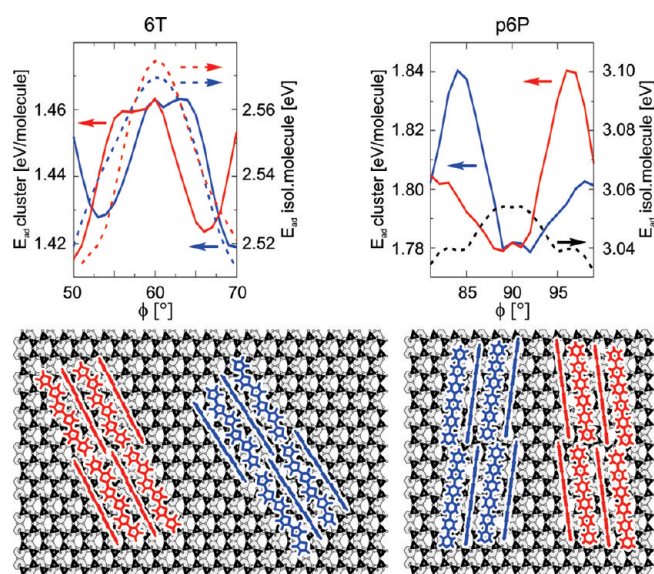 6T
p6P
E_ad cluster [eV/molecule]
1.46
1.44
1.42
2.56
2.54
2.52
E_ad isol.molecule [eV]
50 55 60 65 70
ϕ [°]
E_ad cluster [eV/molecule]
1.84
1.82
1.80
1.78
3.10
3.08
3.06
3.04
E_ad isol.molecule [eV]
85 90 95
ϕ [°]